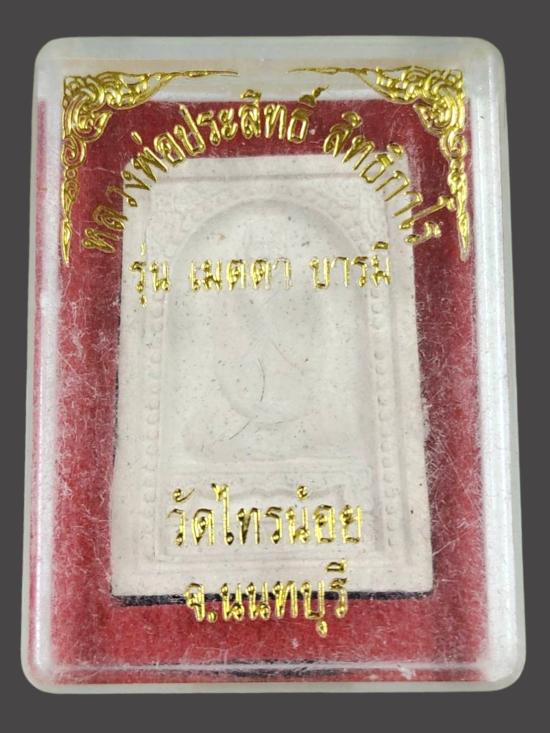 หลวงพ่อประสิทธิ์ สิทธิกาโร
รุ่น เมตตา บารมี
วัดไทรน้อย
จ.นนทบุรี